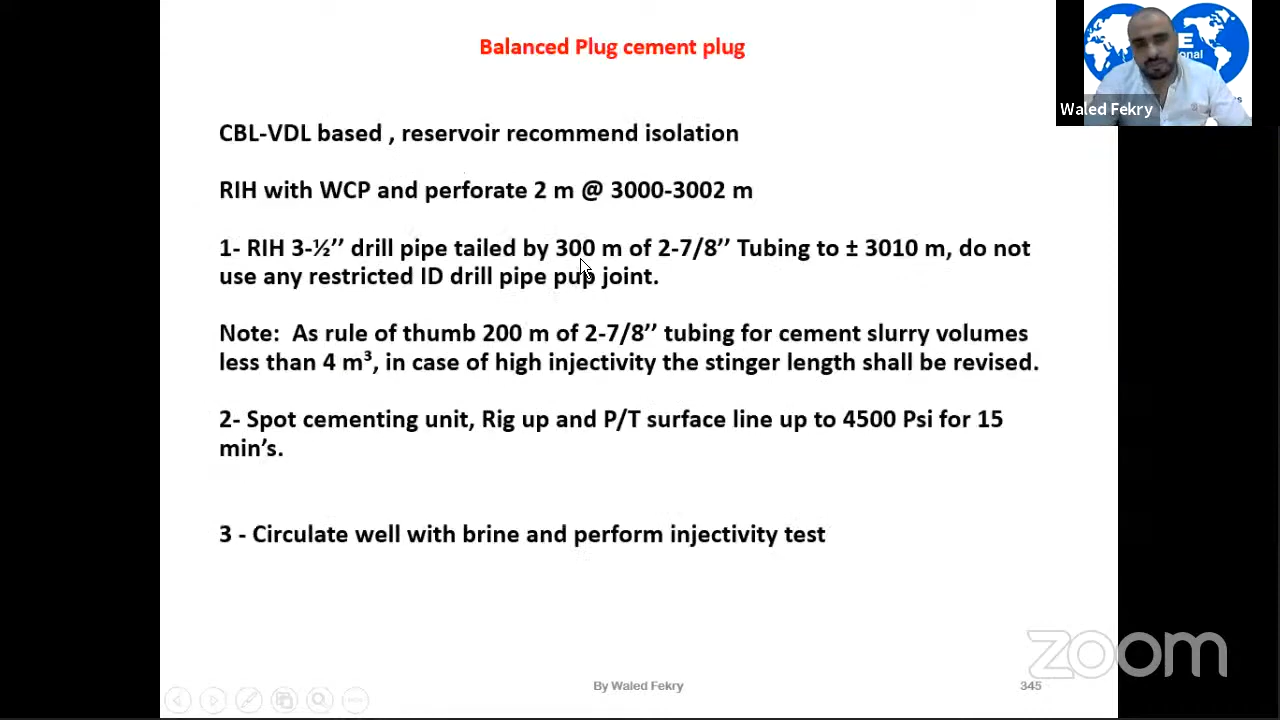 Balanced Plug cement plug
E
onal
Waled Fekry
CBL-VDL based , reservoir recommend isolation
RIH with WCP and perforate 2 m @ 3000-3002 m
1- RIH 3-½’’ drill pipe tailed by 300 m of 2-7/8’’ Tubing to ± 3010 m, do not
use any restricted ID drill pipe pup joint.
Note:  As rule of thumb 200 m of 2-7/8’’ tubing for cement slurry volumes
less than 4 m³, in case of high injectivity the stinger length shall be revised.
2- Spot cementing unit, Rig up and P/T surface line up to 4500 Psi for 15
min’s.
3 - Circulate well with brine and perform injectivity test
zoom
By Waled Fekry
345